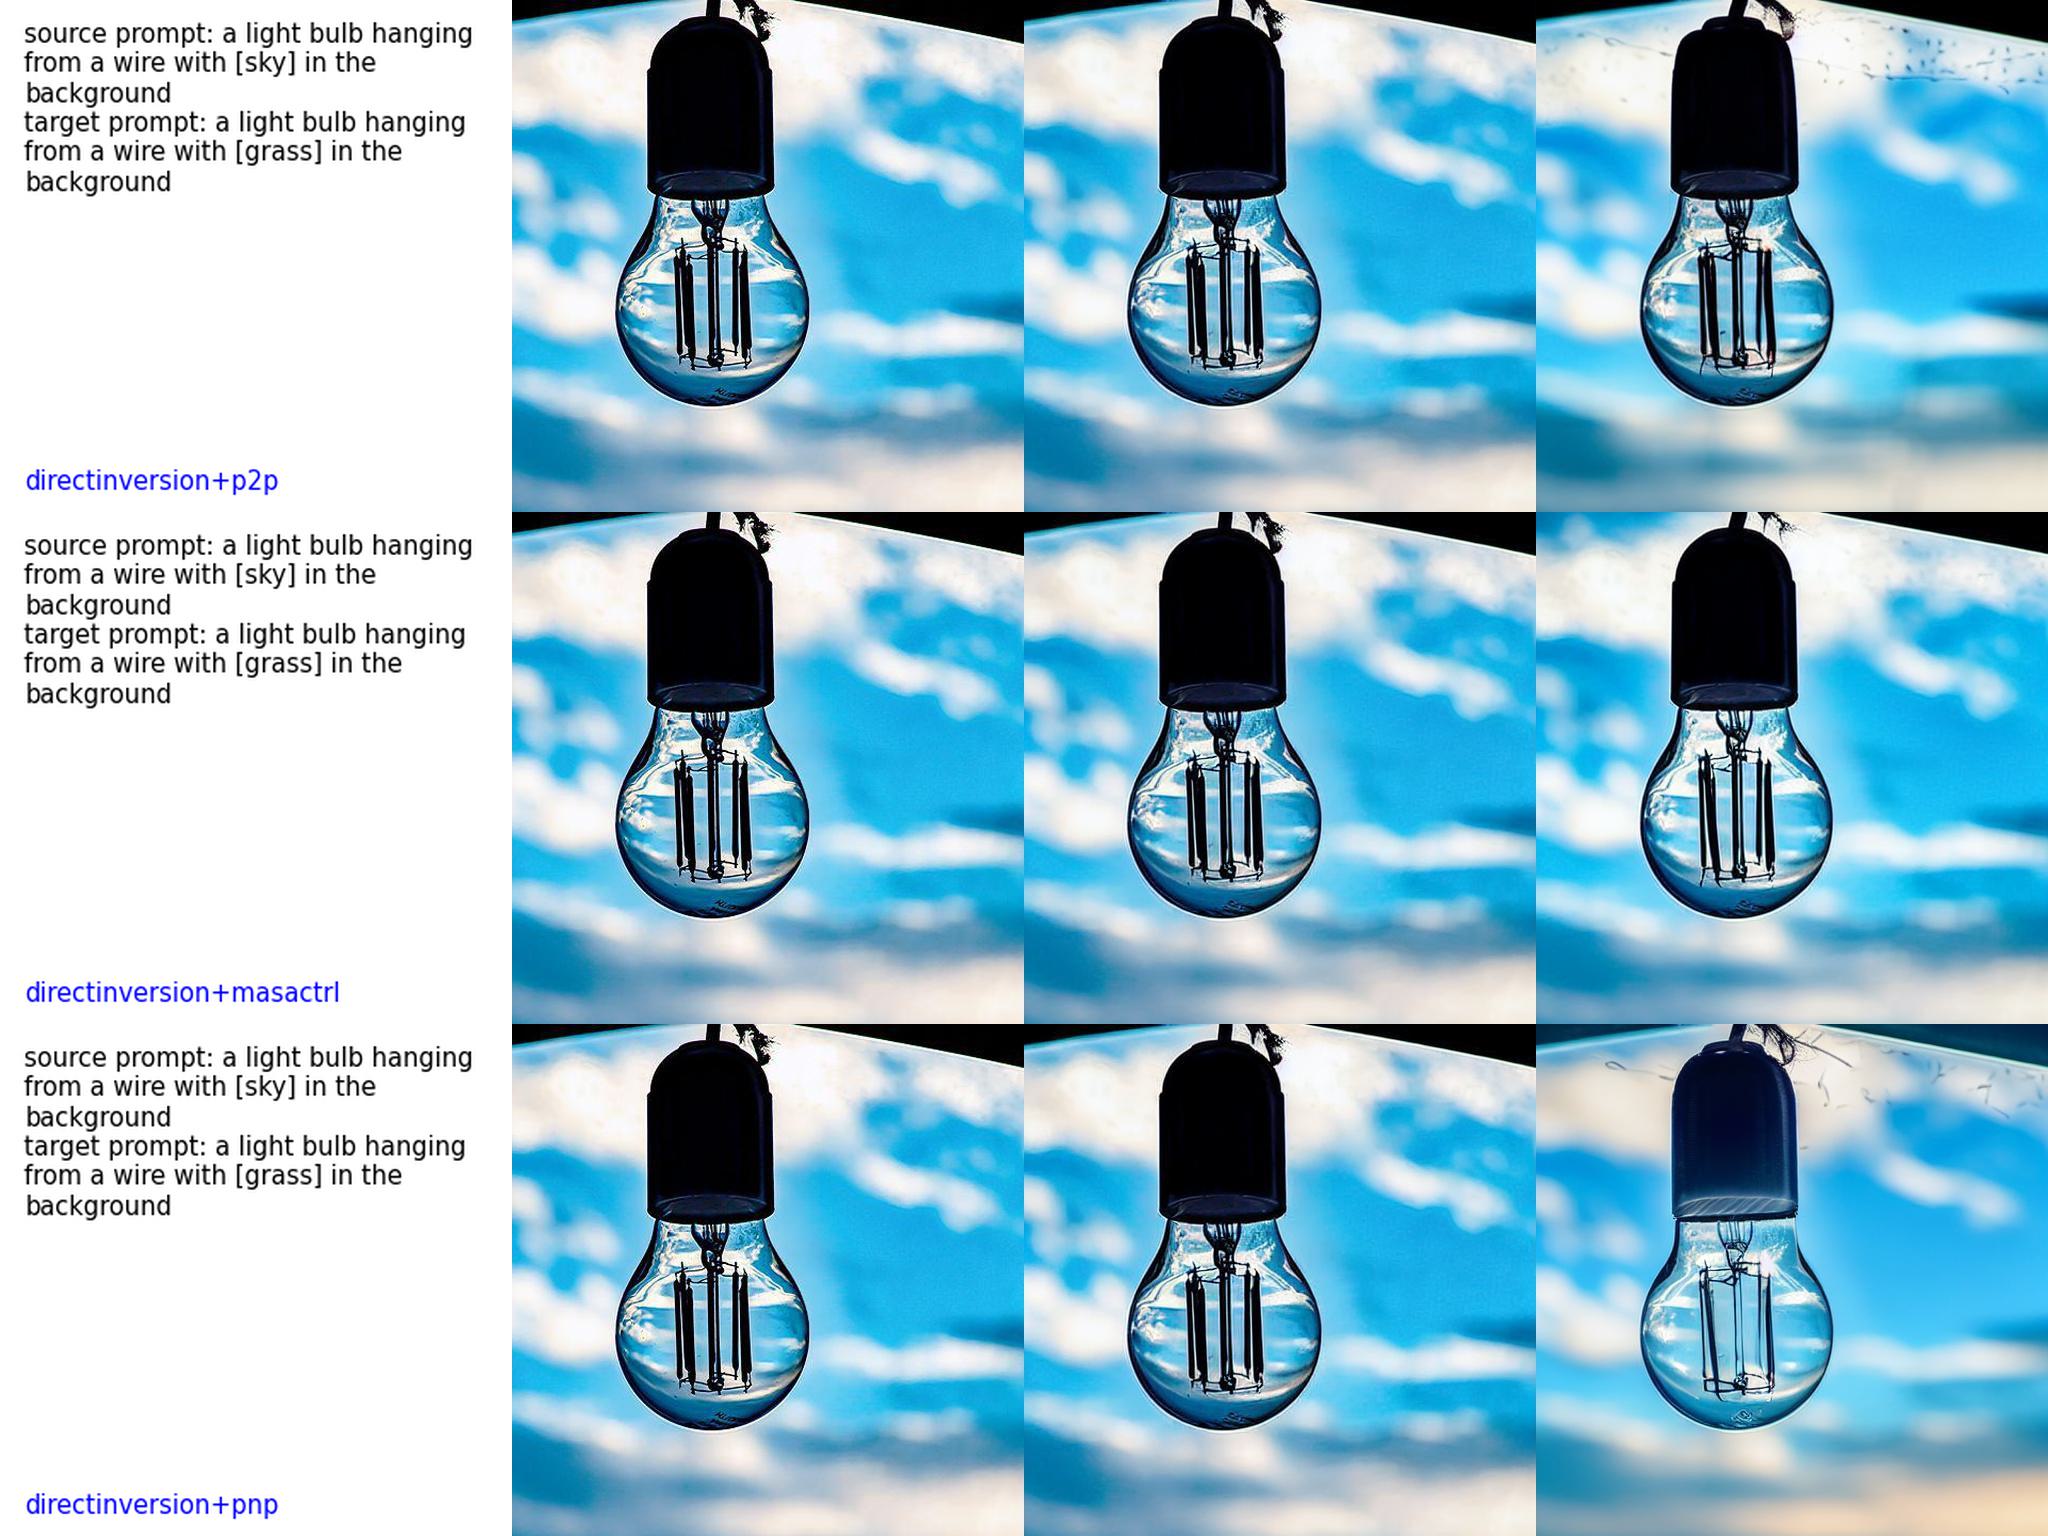 source prompt: a light bulb hanging
from a wire with [sky] in the
background
target prompt: a light bulb hanging
from a wire with [grass] in the
background
directinversion+p2p
source prompt: a light bulb hanging
from a wire with [sky] in the
background
target prompt: a light bulb hanging
from a wire with [grass] in the
background
directinversion+masactrl
source prompt: a light bulb hanging
from a wire with [sky] in the
background
target prompt: a light bulb hanging
from a wire with [grass] in the
background
directinversion+pnp